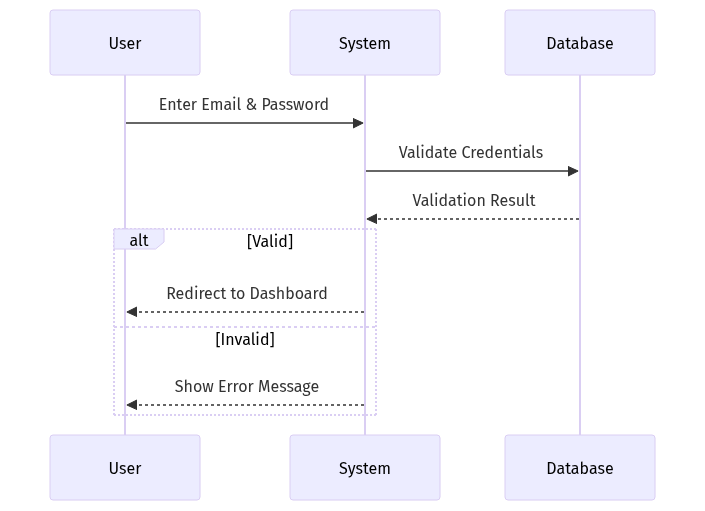 User
System
Database
Enter Email & Password
Validate Credentials
Validation Result
alt
[Valid]
Redirect to Dashboard
[Invalid]
Show Error Message
User
System
Database